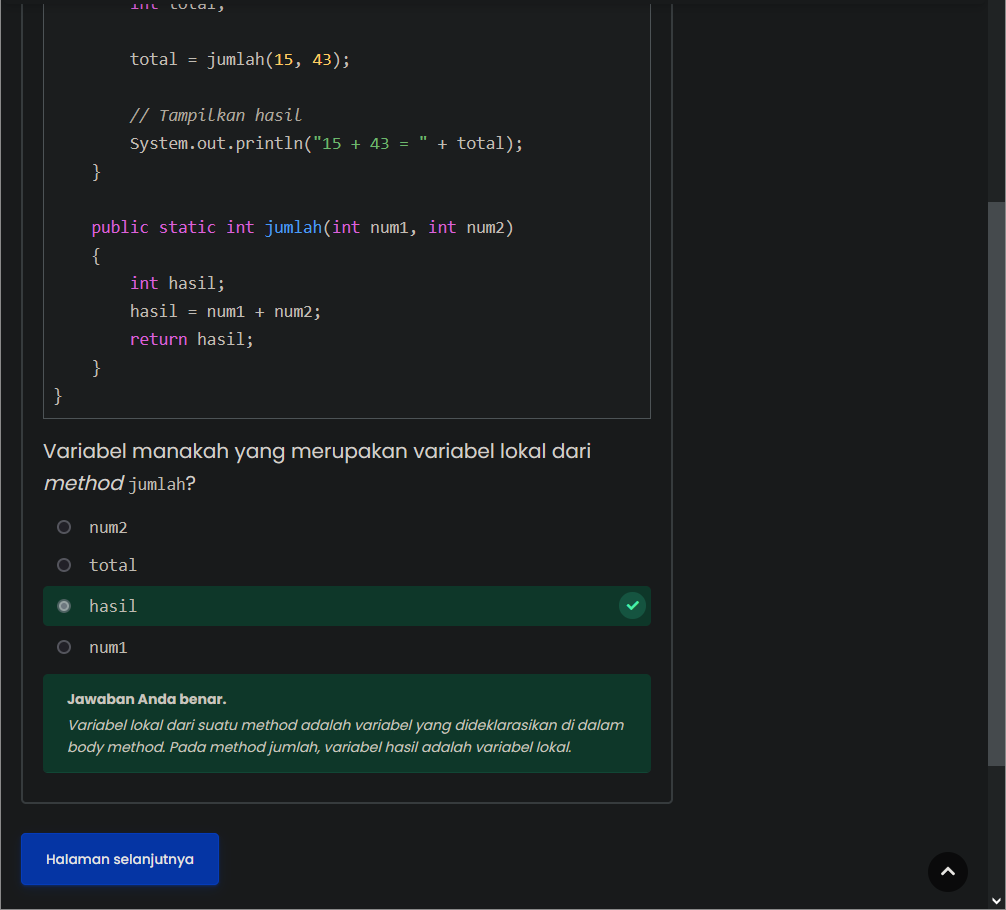 int total;
total = jumlah(15, 43);
// Tampilkan hasil
System.out.println("15 + 43 = " + total);
}
public static int jumlah(int num1, int num2)
{
int hasil;
hasil = num1 + num2;
return hasil;
}
}
Variabel manakah yang merupakan variabel lokal dari
method jumlah?
num2
total
hasil
num1
Jawaban Anda benar.
Variabel lokal dari suatu method adalah variabel yang dideklarasikan di dalam
body method. Pada method jumlah, variabel hasil adalah variabel lokal.
Halaman selanjutnya